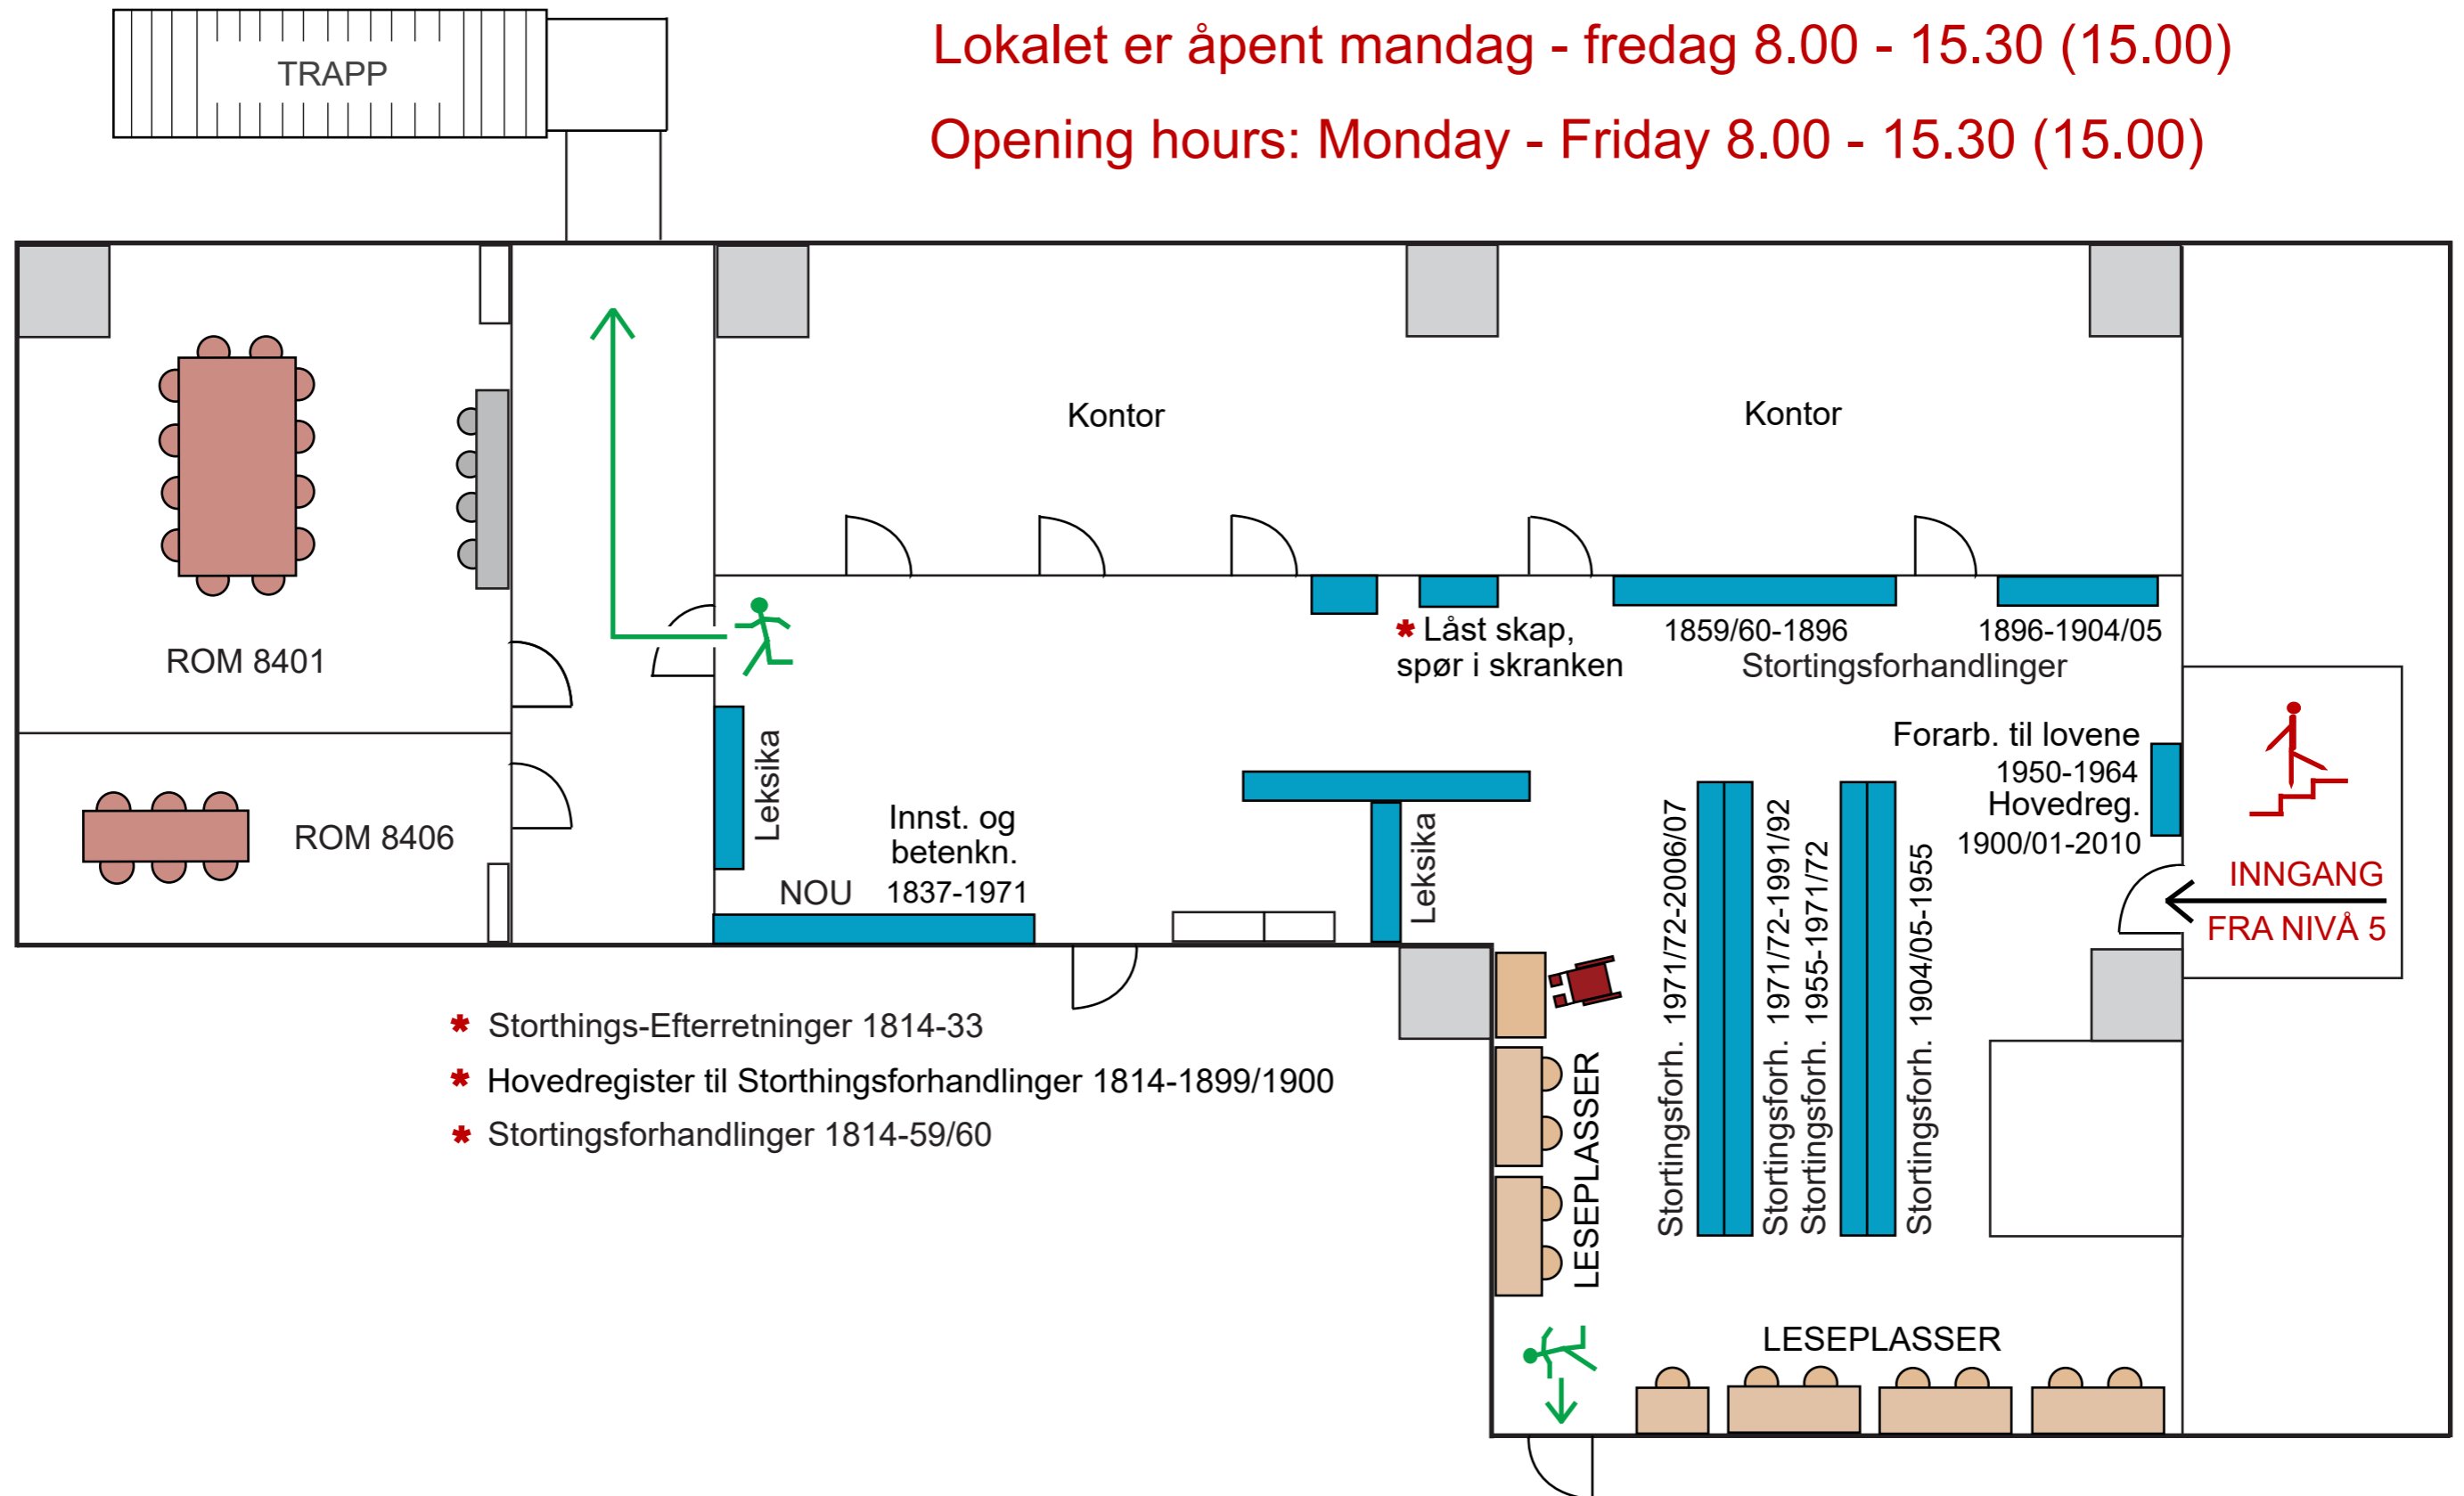 Lokalet er åpent mandag - fredag 8.00 - 15.30 (15.00)
Opening hours: Monday - Friday 8.00 - 15.30 (15.00)
TRAPP
Kontor
Kontor
ROM 8401
ROM 8406
* Låst skap,
spør i skranken
1859/60-1896
1896-1904/05
Stortingsforhandlinger
Forarb. til lovene
1950-1964
Hovedreg.
1900/01-2010
INNGANG
FRA NIVÅ 5
Leksika
Innst. og
betenkn.
NOU 1837-1971
Leksika
Stortingsforh. 1971/72-2006/07
Stortingsforh. 1971/72-1991/92
Stortingsforh. 1955-1971/72
Stortingsforh. 1904/05-1955
* Storthings-Efterretninger 1814-33
* Hovedregister til Storthingsforhandlinger 1814-1899/1900
* Stortingsforhandlinger 1814-59/60
LESEPLASSER
LESEPLASSER